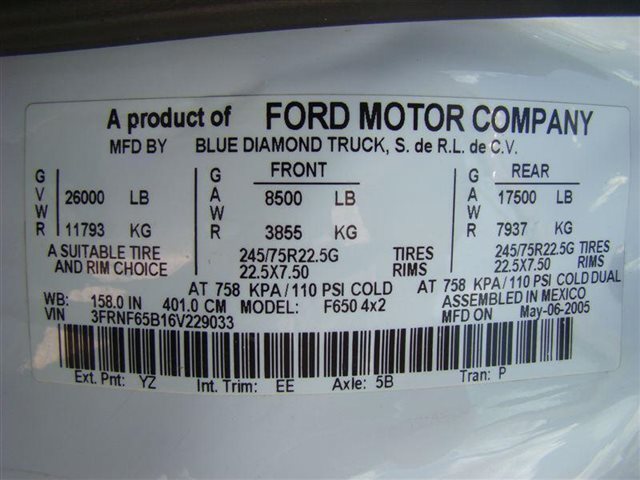 A product of FORD MOTOR COMPANY
MFD BY BLUE DIAMOND TRUCK, S. de R.L. de C.V.
GVWR 26000 LB
11793 KG
FRONT
GAWR 8500 LB
3855 KG
REAR
GAWR 17500 LB
7937 KG
A SUITABLE TIRE AND RIM CHOICE
245/75R22.5G TIRES
22.5X7.50 RIMS
AT 758 KPA/110 PSI COLD
245/75R22.5G TIRES
22.5X7.50 RIMS
AT 758 KPA/110 PSI COLD DUAL
WB: 158.0 IN 401.0 CM MODEL: F650 4x2
ASSEMBLED IN MEXICO
VIN 3FRNF65B16V229033
MFD ON May-06-2005
Ext. Pnt: YZ Int. Trim: EE Axle: 5B Tran: P